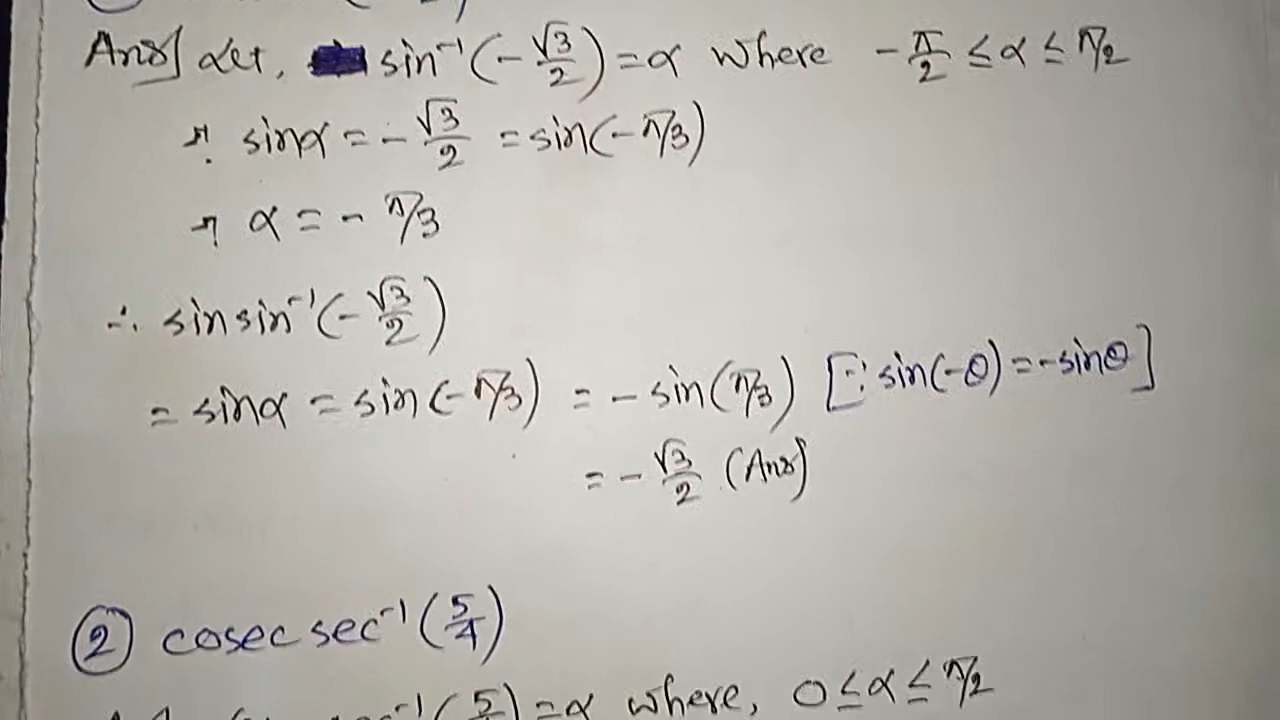 Ans] Let, sin⁻¹(-√3/2) = α where -π/2 ≤ α ≤ π/2
⇒ sinα = -√3/2 = sin(-π/3)
⇒ α = -π/3
∴ sin sin⁻¹(-√3/2)
= sinα = sin(-π/3) = -sin(π/3) [∵ sin(-θ) = -sinθ]
= -√3/2 (Ans)
② cosec sec⁻¹(5/4)
⁻¹(5/ ) = α where, 0 ≤ α ≤ π/2